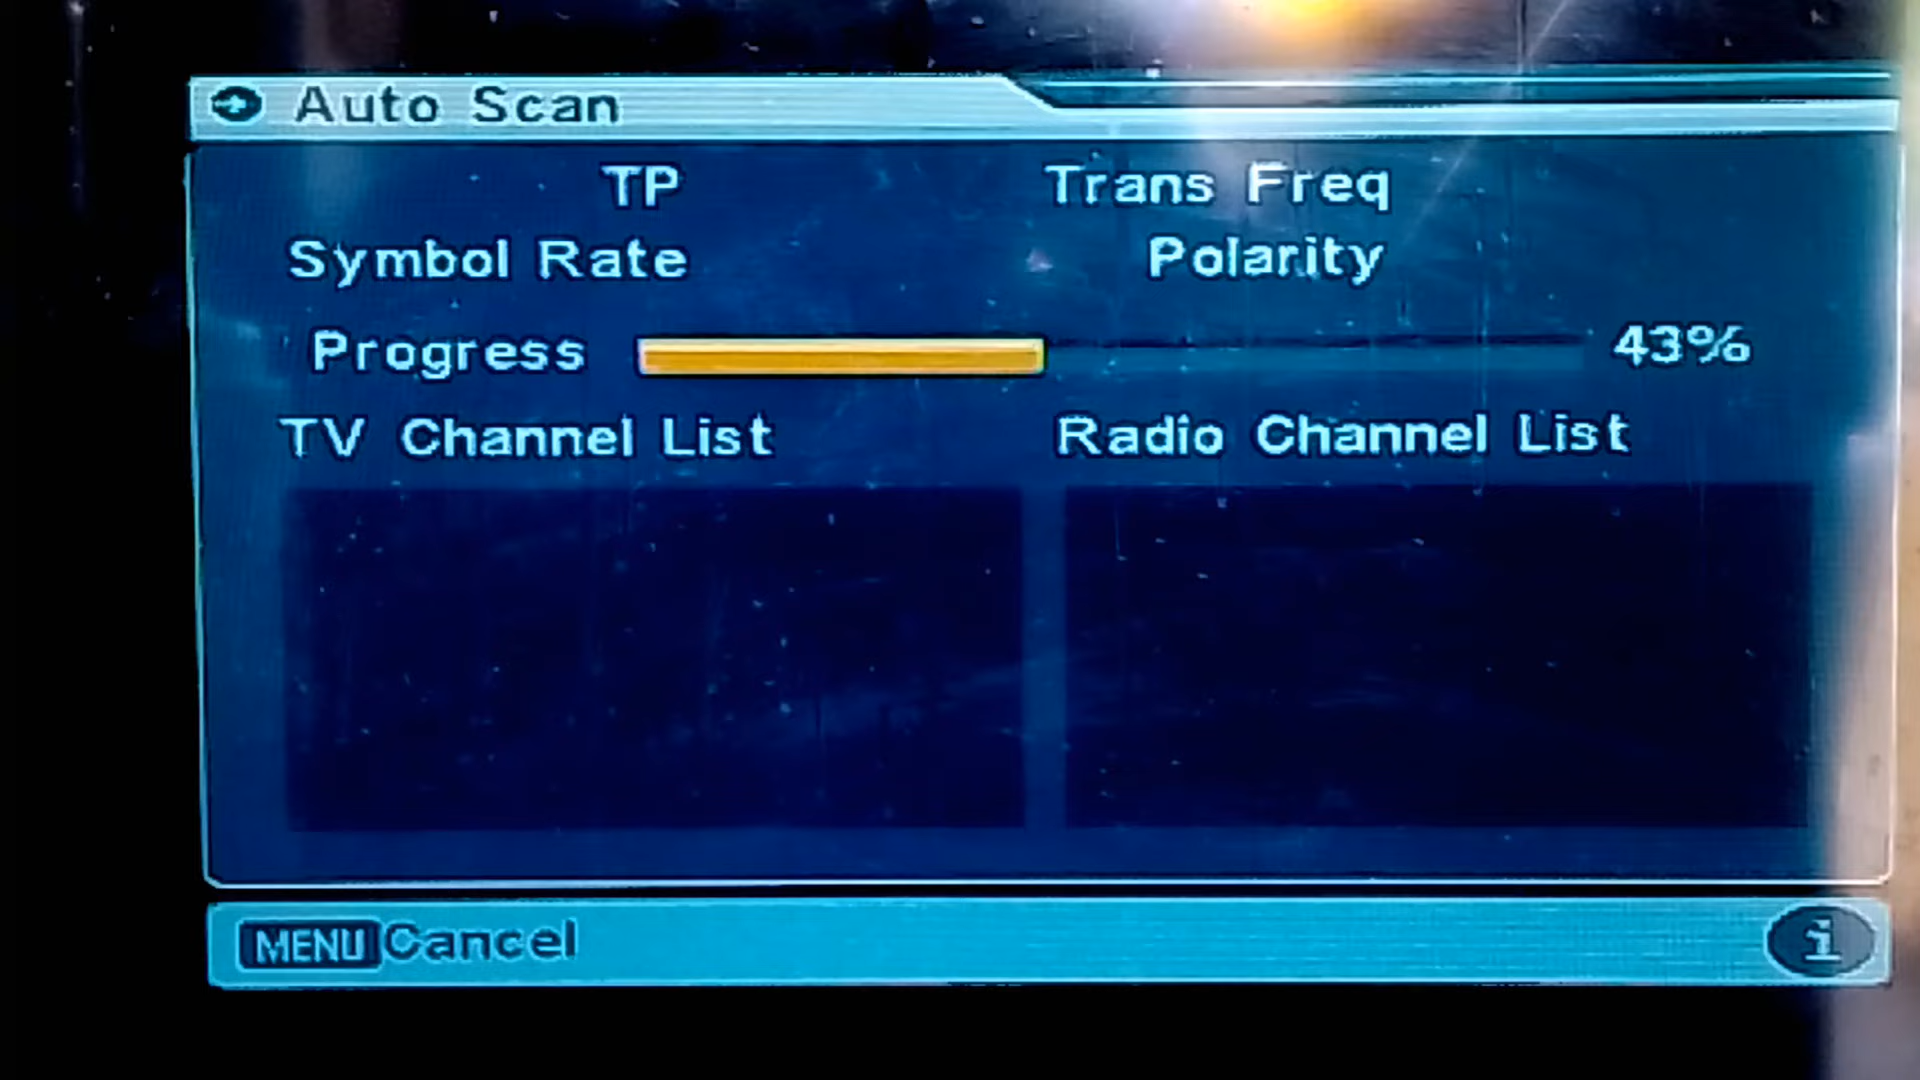 Auto Scan
TP Trans Freq
Symbol Rate Polarity
Progress 43%
TV Channel List Radio Channel List
MENU Cancel i